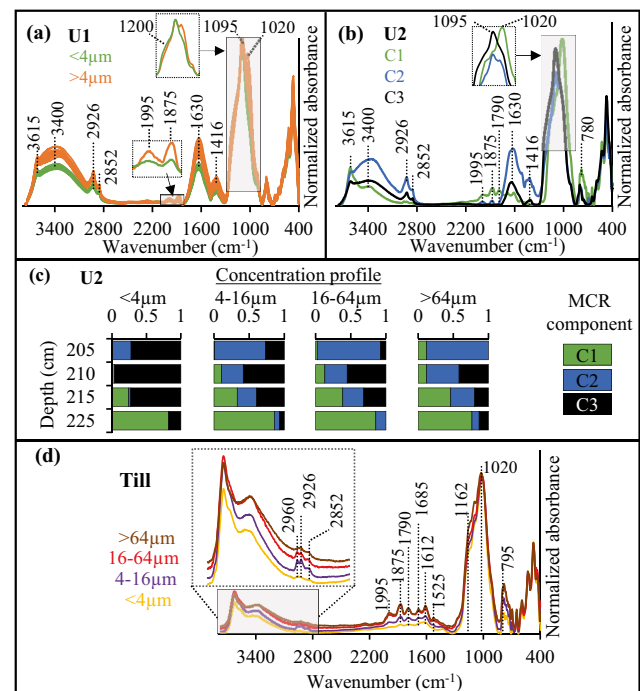 (a) U1
<4µm
>4µm
1200
1095 1020
3615
3400
2926
2852
1995
1875
1630
1416
Normalized absorbance
3400 2800 2200 1600 1000 400
Wavenumber (cm-1)
(b) U2
C1
C2
C3
1095 1020
3615
3400
2926
2852
1995
1875
1790
1630
1416
780
Normalized absorbance
3400 2800 2200 1600 1000 400
Wavenumber (cm-1)
(c) U2
Concentration profile
<4µm 4-16µm 16-64µm >64µm
0 0.5 1 0 0.5 1 0 0.5 1 0 0.5 1
Depth (cm)
205
210
215
225
MCR
component
C1
C2
C3
(d)
Till
>64µm
16-64µm
4-16µm
<4µm
2960
2926
2852
1995
1875
1790
1685
1612
1525
1162
1020
795
Normalized absorbance
3400 2800 2200 1600 1000 400
Wavenumber (cm-1)